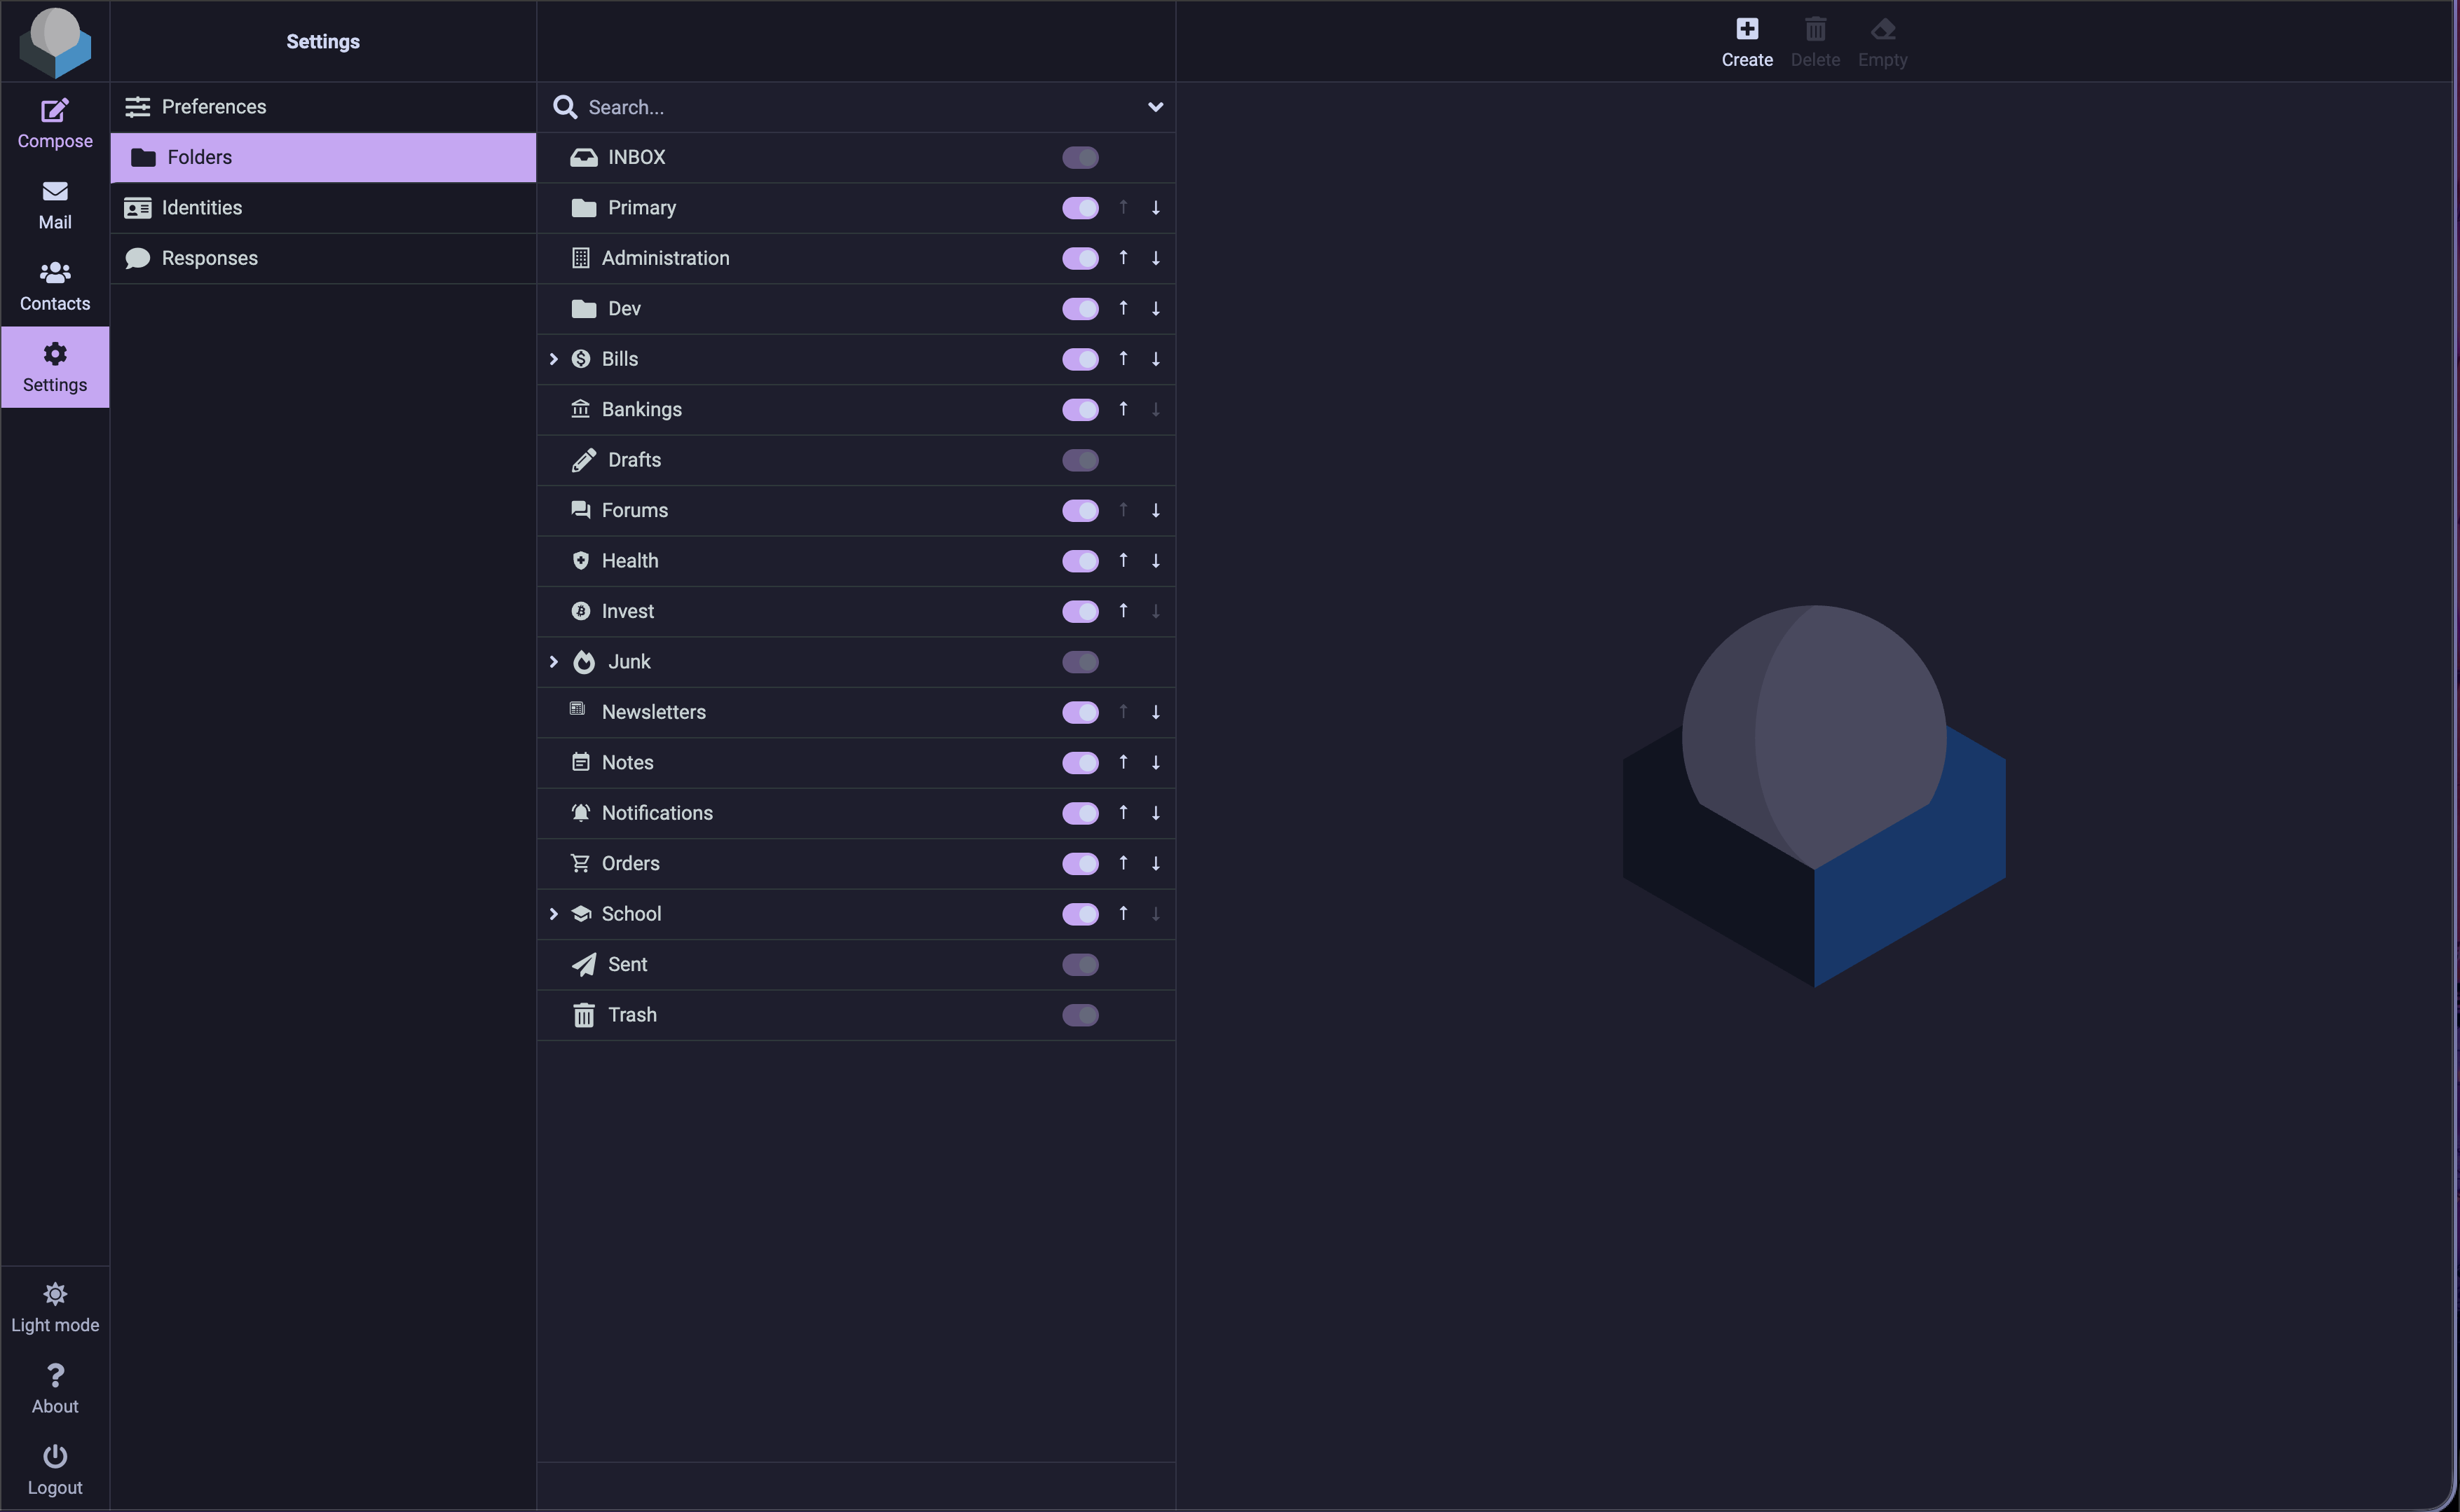 Settings
Create
Delete
Empty
Compose
Mail
Contacts
Settings
Preferences
Folders
Identities
Responses
Search...
INBOX
Primary
Administration
Dev
Bills
Bankings
Drafts
Forums
Health
Invest
Junk
Newsletters
Notes
Notifications
Orders
School
Sent
Trash
Light mode
About
Logout